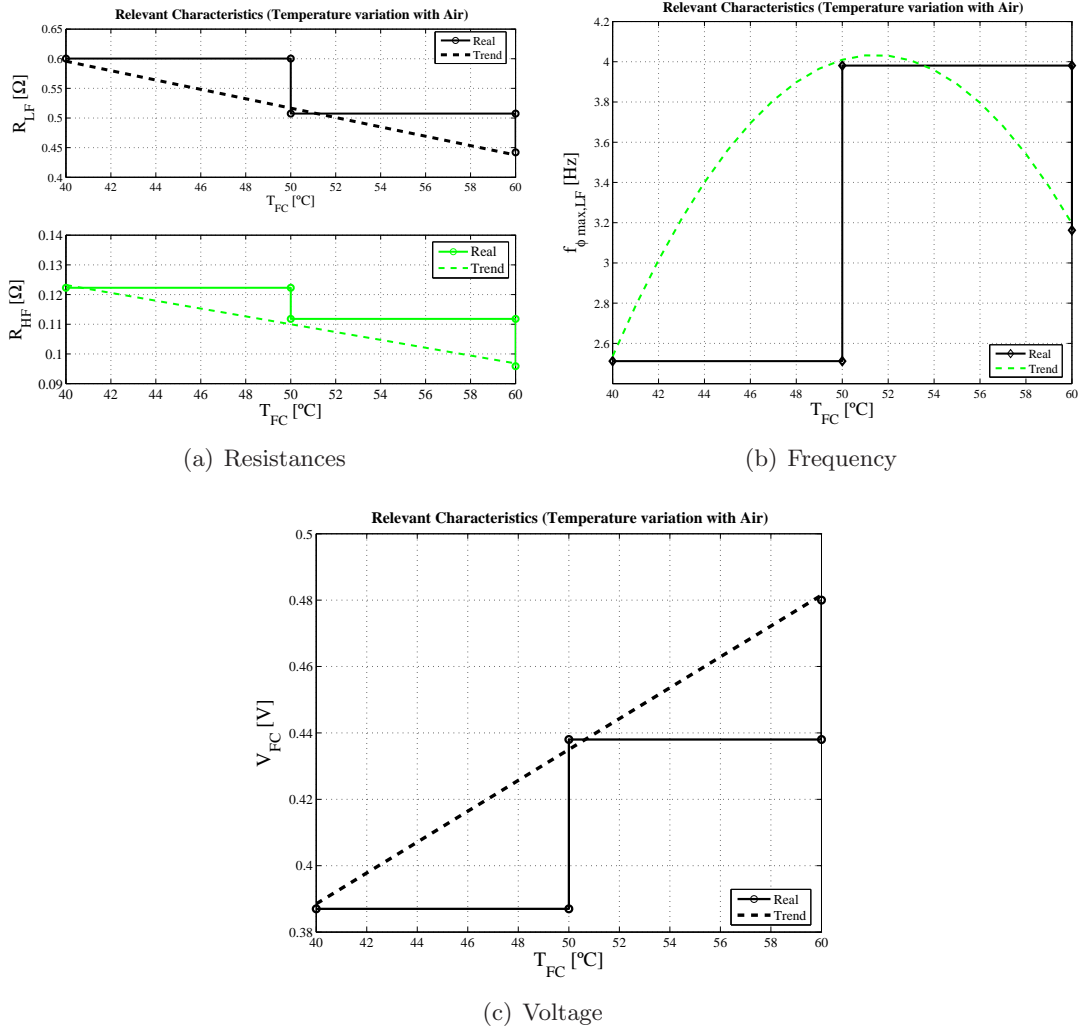 Relevant Characteristics (Temperature variation with Air)
0.65
0.6
0.55
0.5
0.45
0.4
R_LF [Ω]
Real
Trend
40 42 44 46 48 50 52 54 56 58 60
T_FC [ºC]
0.14
0.13
0.12
0.11
0.1
0.09
R_HF [Ω]
Real
Trend
40 42 44 46 48 50 52 54 56 58 60
T_FC [ºC]
(a) Resistances
Relevant Characteristics (Temperature variation with Air)
4.2
4
3.8
3.6
3.4
3.2
3
2.8
2.6
f_ϕ max,LF [Hz]
Real
Trend
40 42 44 46 48 50 52 54 56 58 60
T_FC [ºC]
(b) Frequency
Relevant Characteristics (Temperature variation with Air)
0.5
0.48
0.46
0.44
0.42
0.4
0.38
V_FC [V]
Real
Trend
40 42 44 46 48 50 52 54 56 58 60
T_FC [ºC]
(c) Voltage